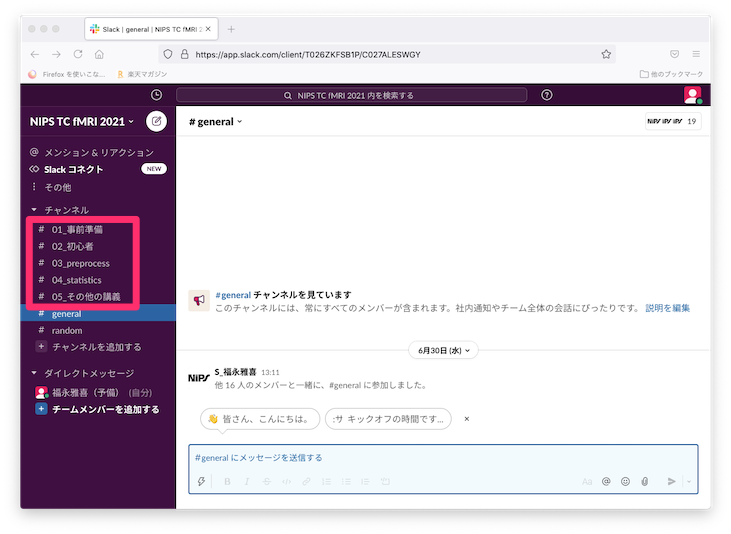 Slack | general | NIPS TC fMRI 2
https://app.slack.com/client/T026ZKFSB1P/C027ALESWGY
Firefox を使いこな...
楽天マガジン
他のブックマーク
NIPS TC fMRI 2021 内を検索する
NIPS TC fMRI 2021
# general
NiPS NiPS NiPS 19
メンション & リアクション
Slack コネクト NEW
その他
チャンネル
# 01_事前準備
# 02_初心者
# 03_preprocess
# 04_statistics
# 05_その他の講義
general
# random
+ チャンネルを追加する
ダイレクトメッセージ
福永雅喜（予備） (自分)
+ チームメンバーを追加する
#general チャンネルを見ています
このチャンネルには、常にすべてのメンバーが含まれます。社内通知やチーム全体の会話にぴったりです。 説明を編集
6月30日 (水)
NiPS
S_福永雅喜 13:11
他 16 人のメンバーと一緒に、#general に参加しました。
👋 皆さん、こんにちは。
:サ キックオフの時間です...
#general にメッセージを送信する
B I S
Aa @